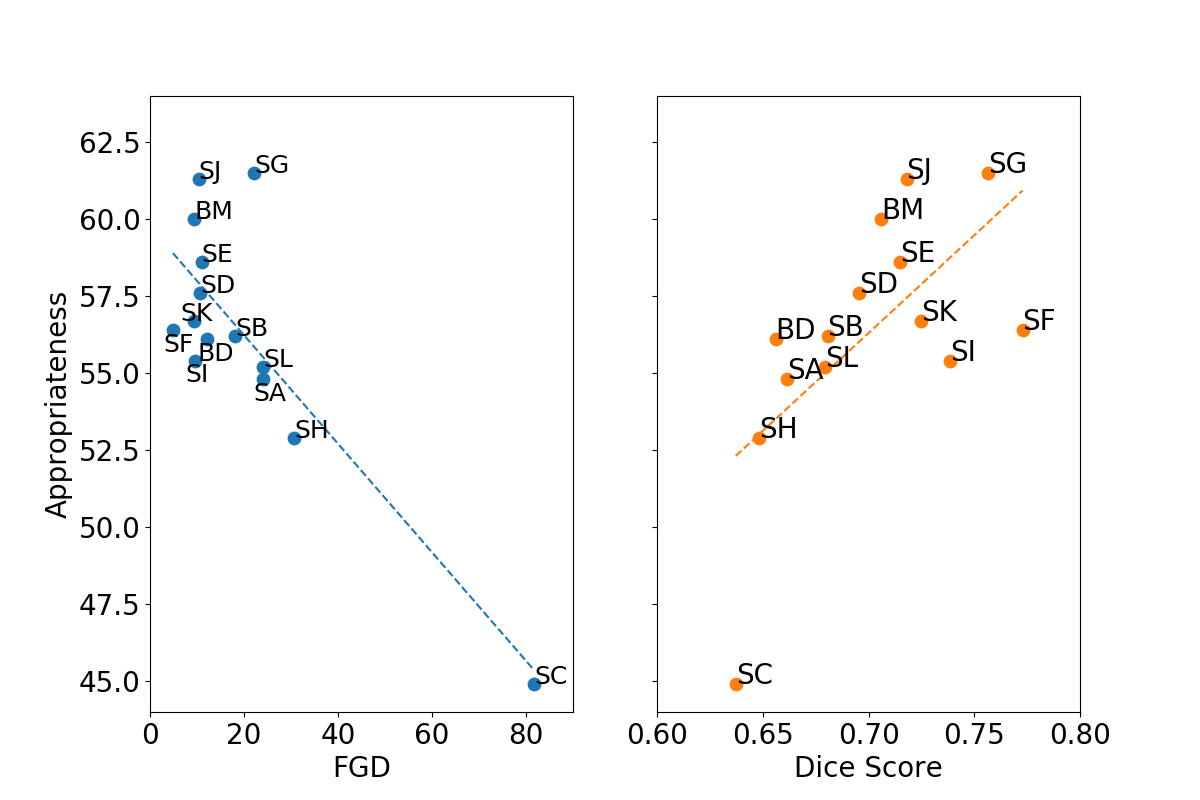 Appropriateness
62.5
60.0
57.5
55.0
52.5
50.0
47.5
45.0
SJ
SG
BM
SE
SD
SK
SB
SF
BD
SI
SL
SA
SH
SC
0 20 40 60 80
FGD
SJ
SG
BM
SE
SD
SK
SF
BD
SB
SI
SL
SA
SH
SC
0.60 0.65 0.70 0.75 0.80
Dice Score